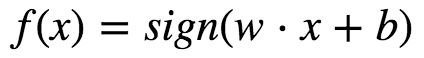 f(x) = sign(w · x + b)